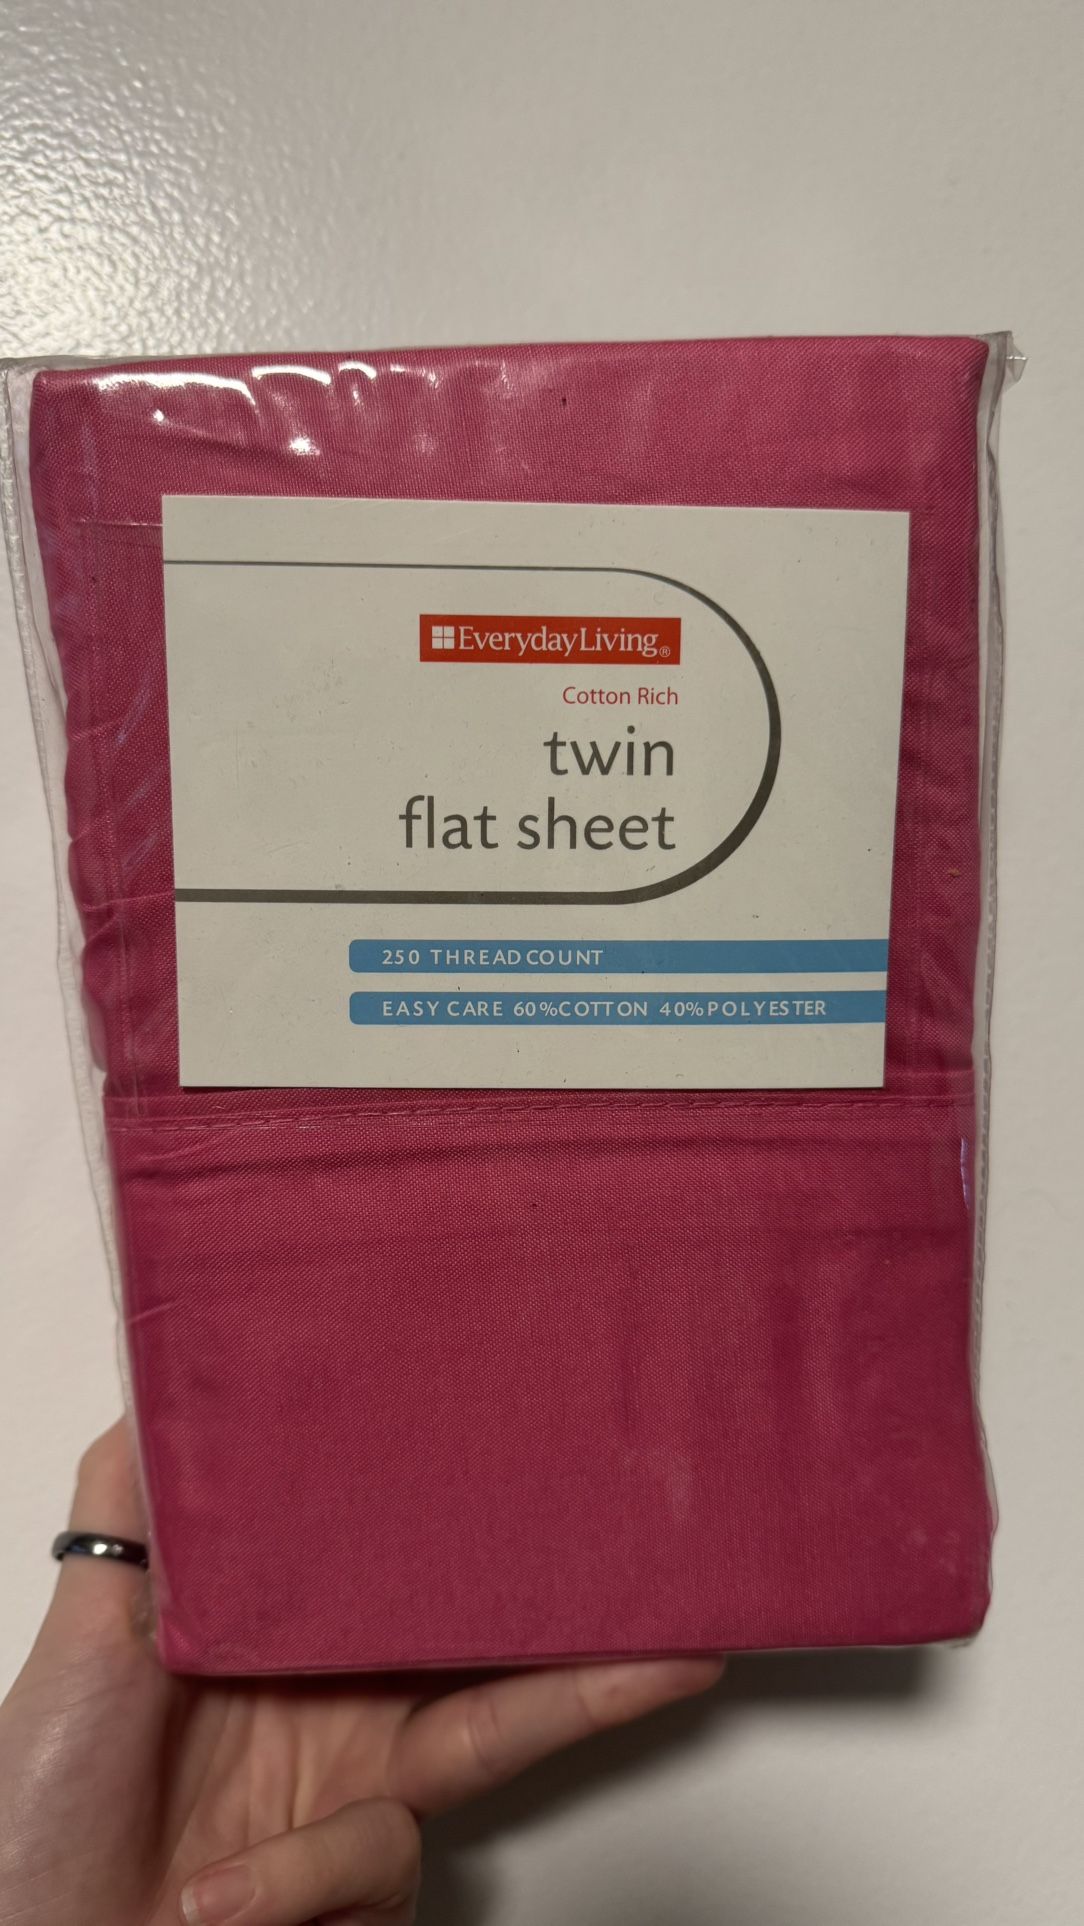 EverydayLiving®
Cotton Rich
twin
flat sheet
250 THREAD COUNT
EASY CARE 60%COTTON 40%POLYESTER